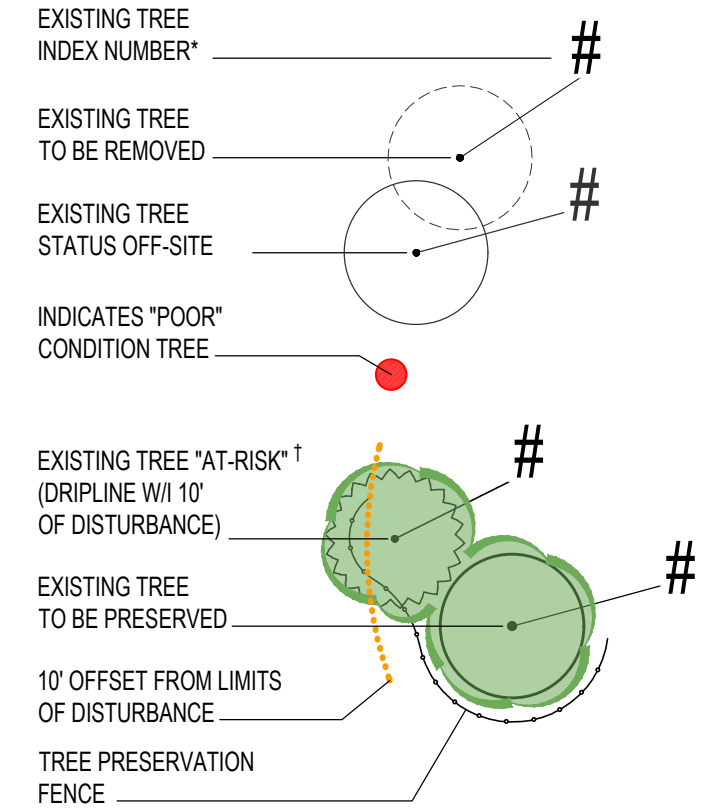 EXISTING TREE
INDEX NUMBER*
#
EXISTING TREE
TO BE REMOVED
#
EXISTING TREE
STATUS OFF-SITE
INDICATES "POOR"
CONDITION TREE
#
EXISTING TREE "AT-RISK" †
(DRIPLINE W/I 10'
OF DISTURBANCE)
#
EXISTING TREE
TO BE PRESERVED
10' OFFSET FROM LIMITS
OF DISTURBANCE
TREE PRESERVATION
FENCE